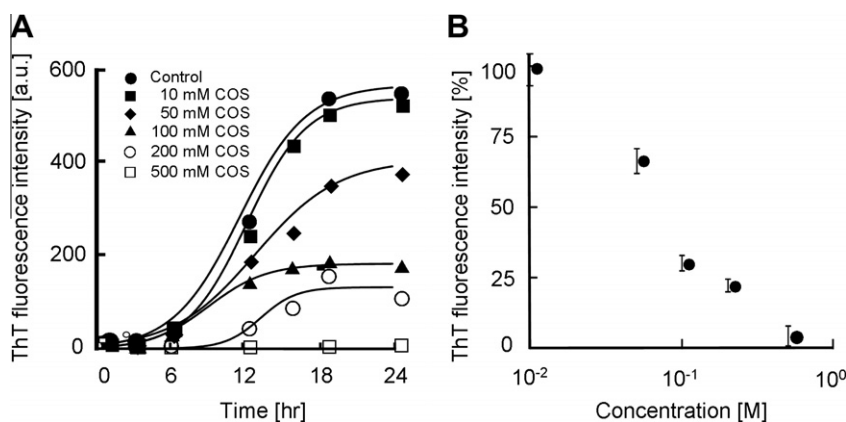 A
ThT fluorescence intensity [a.u.]
600
400
200
0
Control
10 mM COS
50 mM COS
100 mM COS
200 mM COS
500 mM COS
0 6 12 18 24
Time [hr]
B
ThT fluorescence intensity [%]
100
75
50
25
0
10-2 10-1 100
Concentration [M]